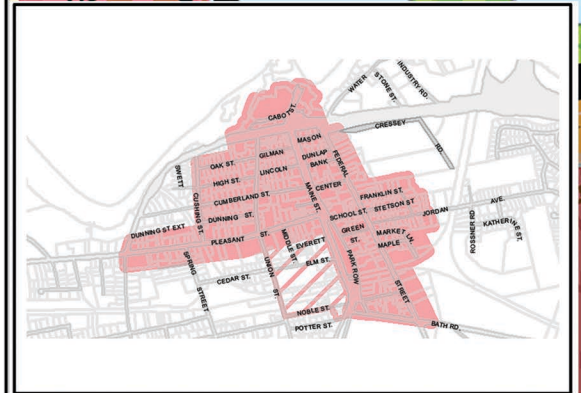 INDUSTRY RD.
WATER
STONE ST.
CABOT ST.
CRESSEY
RD.
MASON
GILMAN
DUNLAP
FEDERAL
OAK ST.
LINCOLN
BANK
SWETT
HIGH ST.
CENTER
CUSHING ST.
CUMBERLAND ST.
MAINE ST.
FRANKLIN ST.
STETSON ST
AVE.
DUNNING ST.
SCHOOL ST.
JORDAN
ROSSNER RD
KATHERINE ST.
DUNNING ST. EXT
GREEN
ST.
MARKET LN.
PLEASANT ST.
MIDDLE ST.
EVERETT
MAPLE
SPRING
STREET
ELM ST.
PARK ROW
CEDAR ST.
UNION ST.
STREET
NOBLE ST.
POTTER ST.
BATH RD.